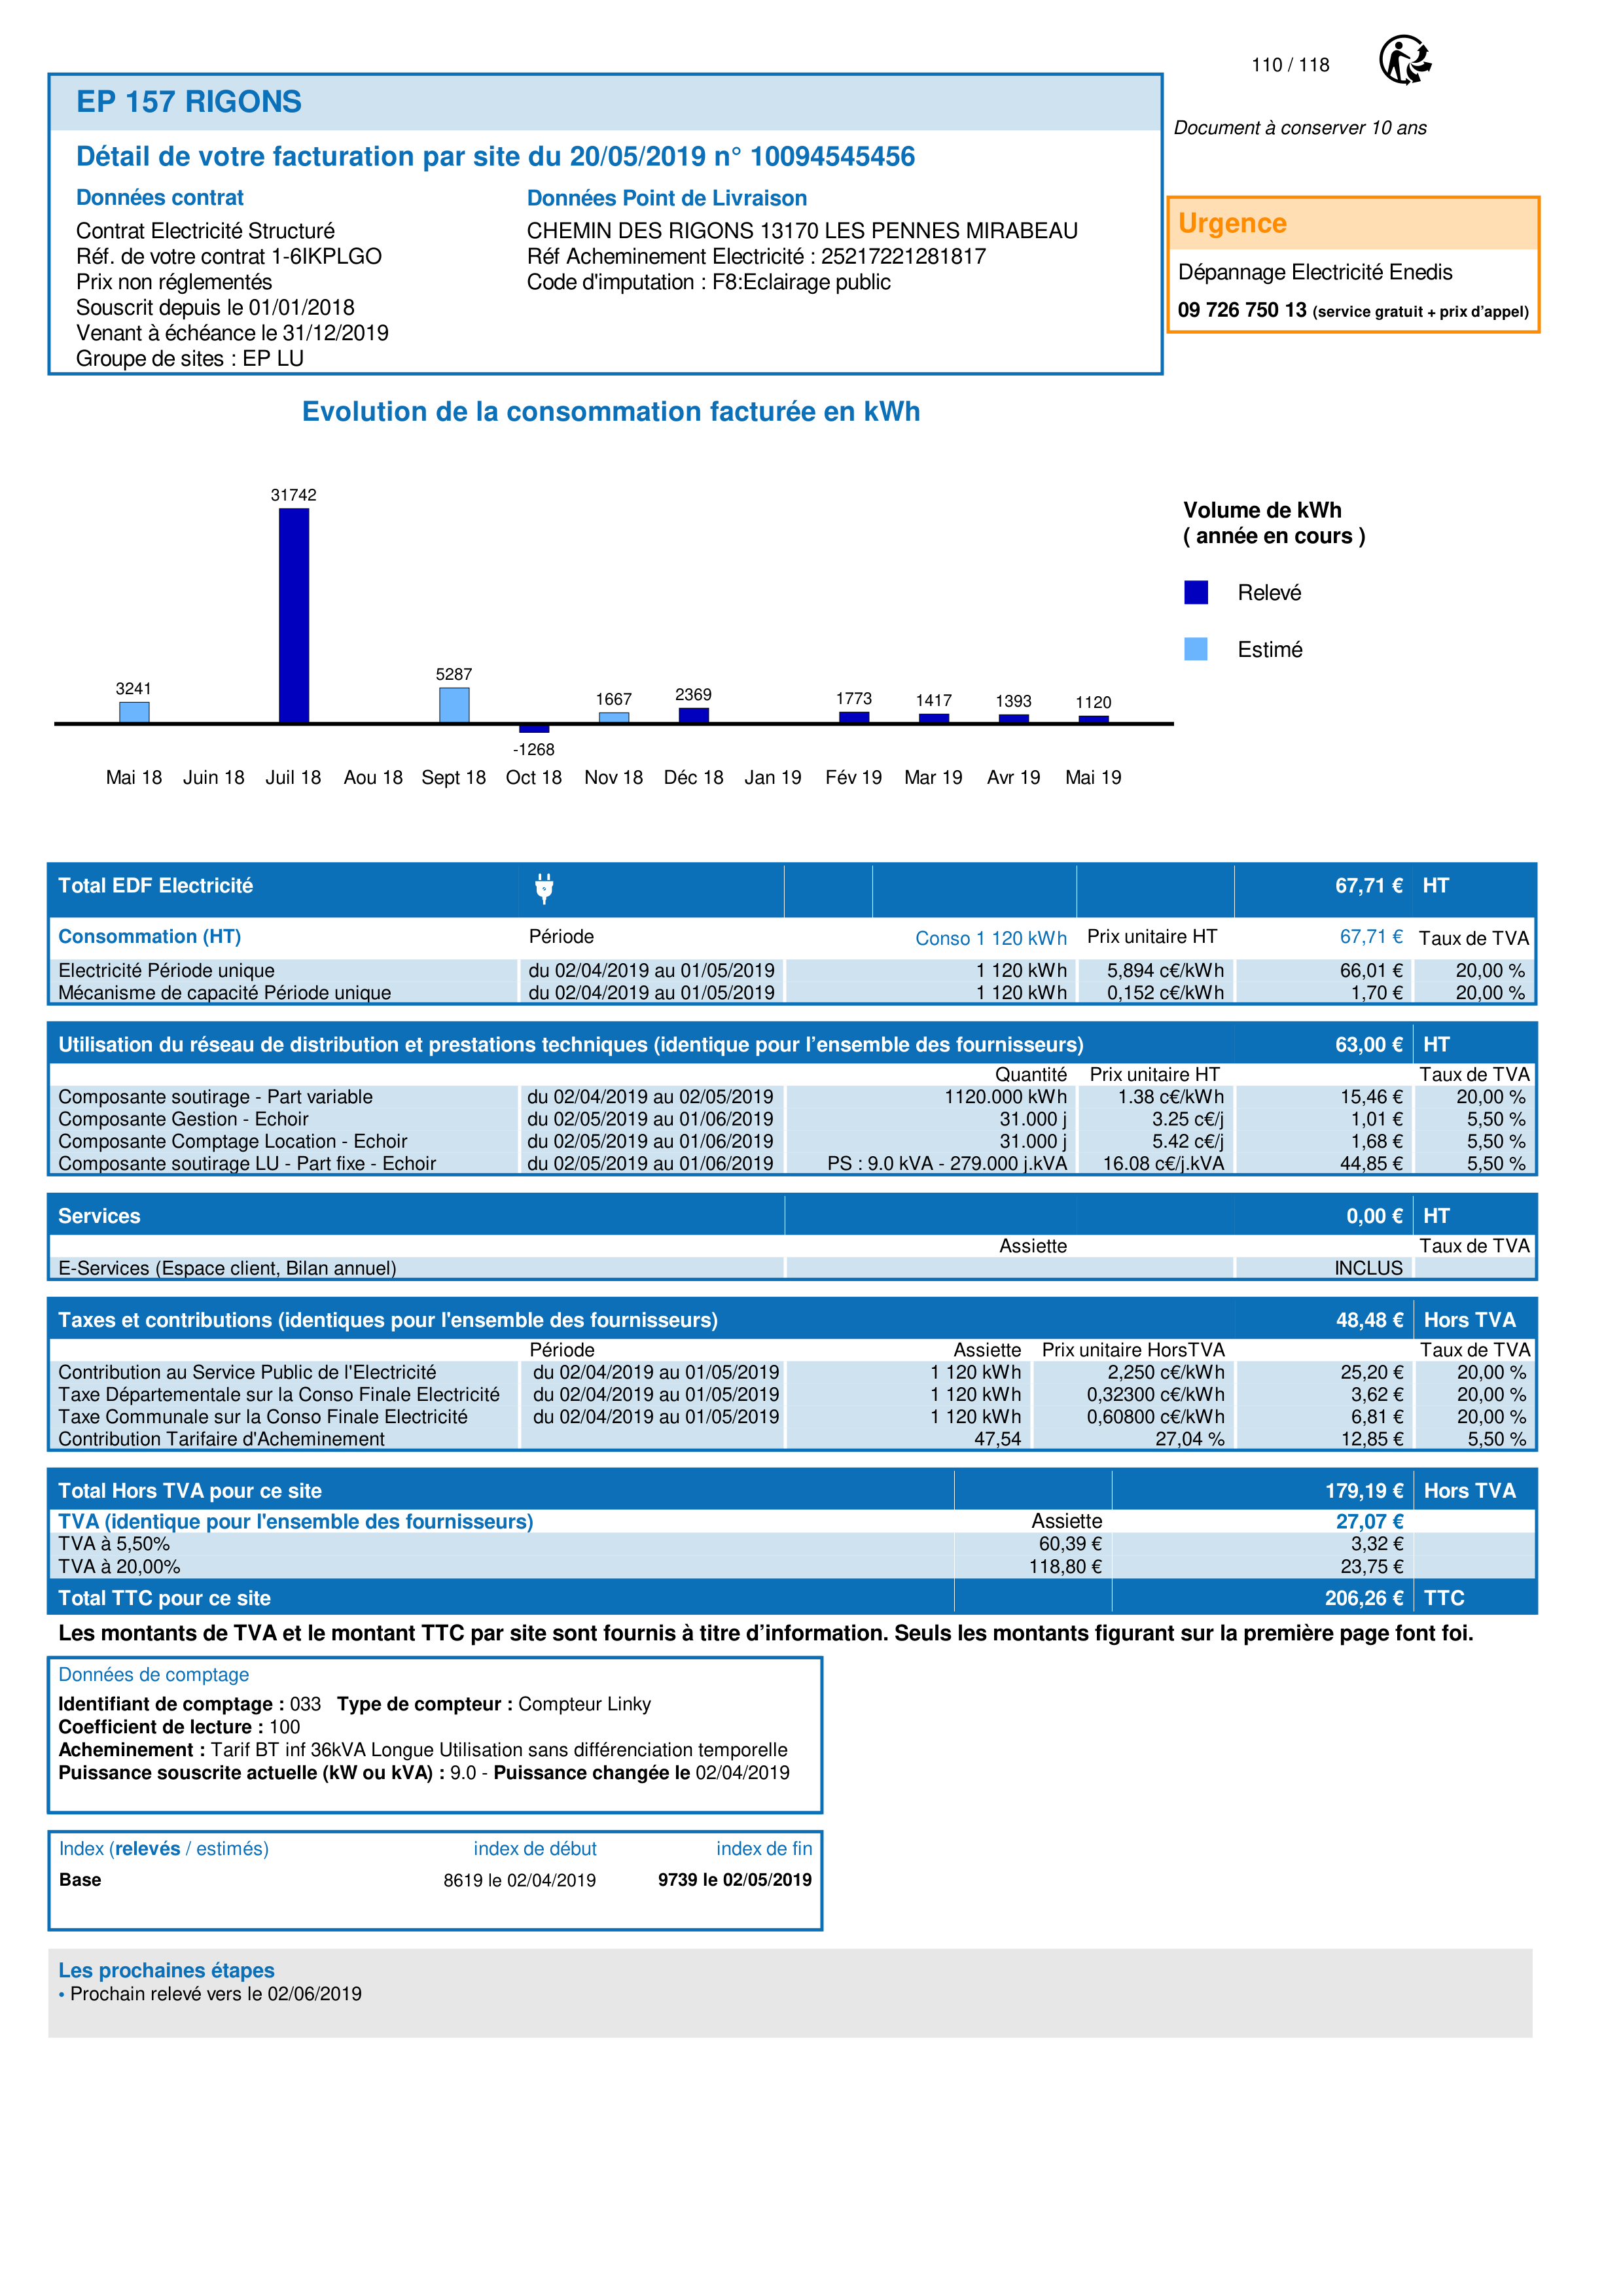 110 / 118
EP 157 RIGONS
Document à conserver 10 ans
Détail de votre facturation par site du 20/05/2019 n° 10094545456
Données contrat
Contrat Electricité Structuré
Réf. de votre contrat 1-6IKPLGO
Prix non réglementés
Souscrit depuis le 01/01/2018
Venant à échéance le 31/12/2019
Groupe de sites : EP LU
Données Point de Livraison
CHEMIN DES RIGONS 13170 LES PENNES MIRABEAU
Réf Acheminement Electricité : 25217221281817
Code d'imputation : F8:Eclairage public
Urgence
Dépannage Electricité Enedis
09 726 750 13 (service gratuit + prix d’appel)
Evolution de la consommation facturée en kWh
3241 31742 5287 -1268 1667 2369 1773 1417 1393 1120
Mai 18 Juin 18 Juil 18 Aou 18 Sept 18 Oct 18 Nov 18 Déc 18 Jan 19 Fév 19 Mar 19 Avr 19 Mai 19
Volume de kWh
( année en cours )
Relevé
Estimé
Total EDF Electricité 67,71 € HT
Consommation (HT) Période Conso 1 120 kWh Prix unitaire HT 67,71 € Taux de TVA
Electricité Période unique du 02/04/2019 au 01/05/2019 1 120 kWh 5,894 c€/kWh 66,01 € 20,00 %
Mécanisme de capacité Période unique du 02/04/2019 au 01/05/2019 1 120 kWh 0,152 c€/kWh 1,70 € 20,00 %
Utilisation du réseau de distribution et prestations techniques (identique pour l’ensemble des fournisseurs) 63,00 € HT
Quantité Prix unitaire HT Taux de TVA
Composante soutirage - Part variable du 02/04/2019 au 02/05/2019 1120.000 kWh 1.38 c€/kWh 15,46 € 20,00 %
Composante Gestion - Echoir du 02/05/2019 au 01/06/2019 31.000 j 3.25 c€/j 1,01 € 5,50 %
Composante Comptage Location - Echoir du 02/05/2019 au 01/06/2019 31.000 j 5.42 c€/j 1,68 € 5,50 %
Composante soutirage LU - Part fixe - Echoir du 02/05/2019 au 01/06/2019 PS : 9.0 kVA - 279.000 j.kVA 16.08 c€/j.kVA 44,85 € 5,50 %
Services 0,00 € HT
Assiette Taux de TVA
E-Services (Espace client, Bilan annuel) INCLUS
Taxes et contributions (identiques pour l'ensemble des fournisseurs) 48,48 € Hors TVA
Période Assiette Prix unitaire HorsTVA Taux de TVA
Contribution au Service Public de l'Electricité du 02/04/2019 au 01/05/2019 1 120 kWh 2,250 c€/kWh 25,20 € 20,00 %
Taxe Départementale sur la Conso Finale Electricité du 02/04/2019 au 01/05/2019 1 120 kWh 0,32300 c€/kWh 3,62 € 20,00 %
Taxe Communale sur la Conso Finale Electricité du 02/04/2019 au 01/05/2019 1 120 kWh 0,60800 c€/kWh 6,81 € 20,00 %
Contribution Tarifaire d'Acheminement 47,54 27,04 % 12,85 € 5,50 %
Total Hors TVA pour ce site 179,19 € Hors TVA
TVA (identique pour l'ensemble des fournisseurs) Assiette 27,07 €
TVA à 5,50% 60,39 € 3,32 €
TVA à 20,00% 118,80 € 23,75 €
Total TTC pour ce site 206,26 € TTC
Les montants de TVA et le montant TTC par site sont fournis à titre d’information. Seuls les montants figurant sur la première page font foi.
Données de comptage
Identifiant de comptage : 033 Type de compteur : Compteur Linky
Coefficient de lecture : 100
Acheminement : Tarif BT inf 36kVA Longue Utilisation sans différenciation temporelle
Puissance souscrite actuelle (kW ou kVA) : 9.0 - Puissance changée le 02/04/2019
Index (relevés / estimés) index de début index de fin
Base 8619 le 02/04/2019 9739 le 02/05/2019
Les prochaines étapes
• Prochain relevé vers le 02/06/2019